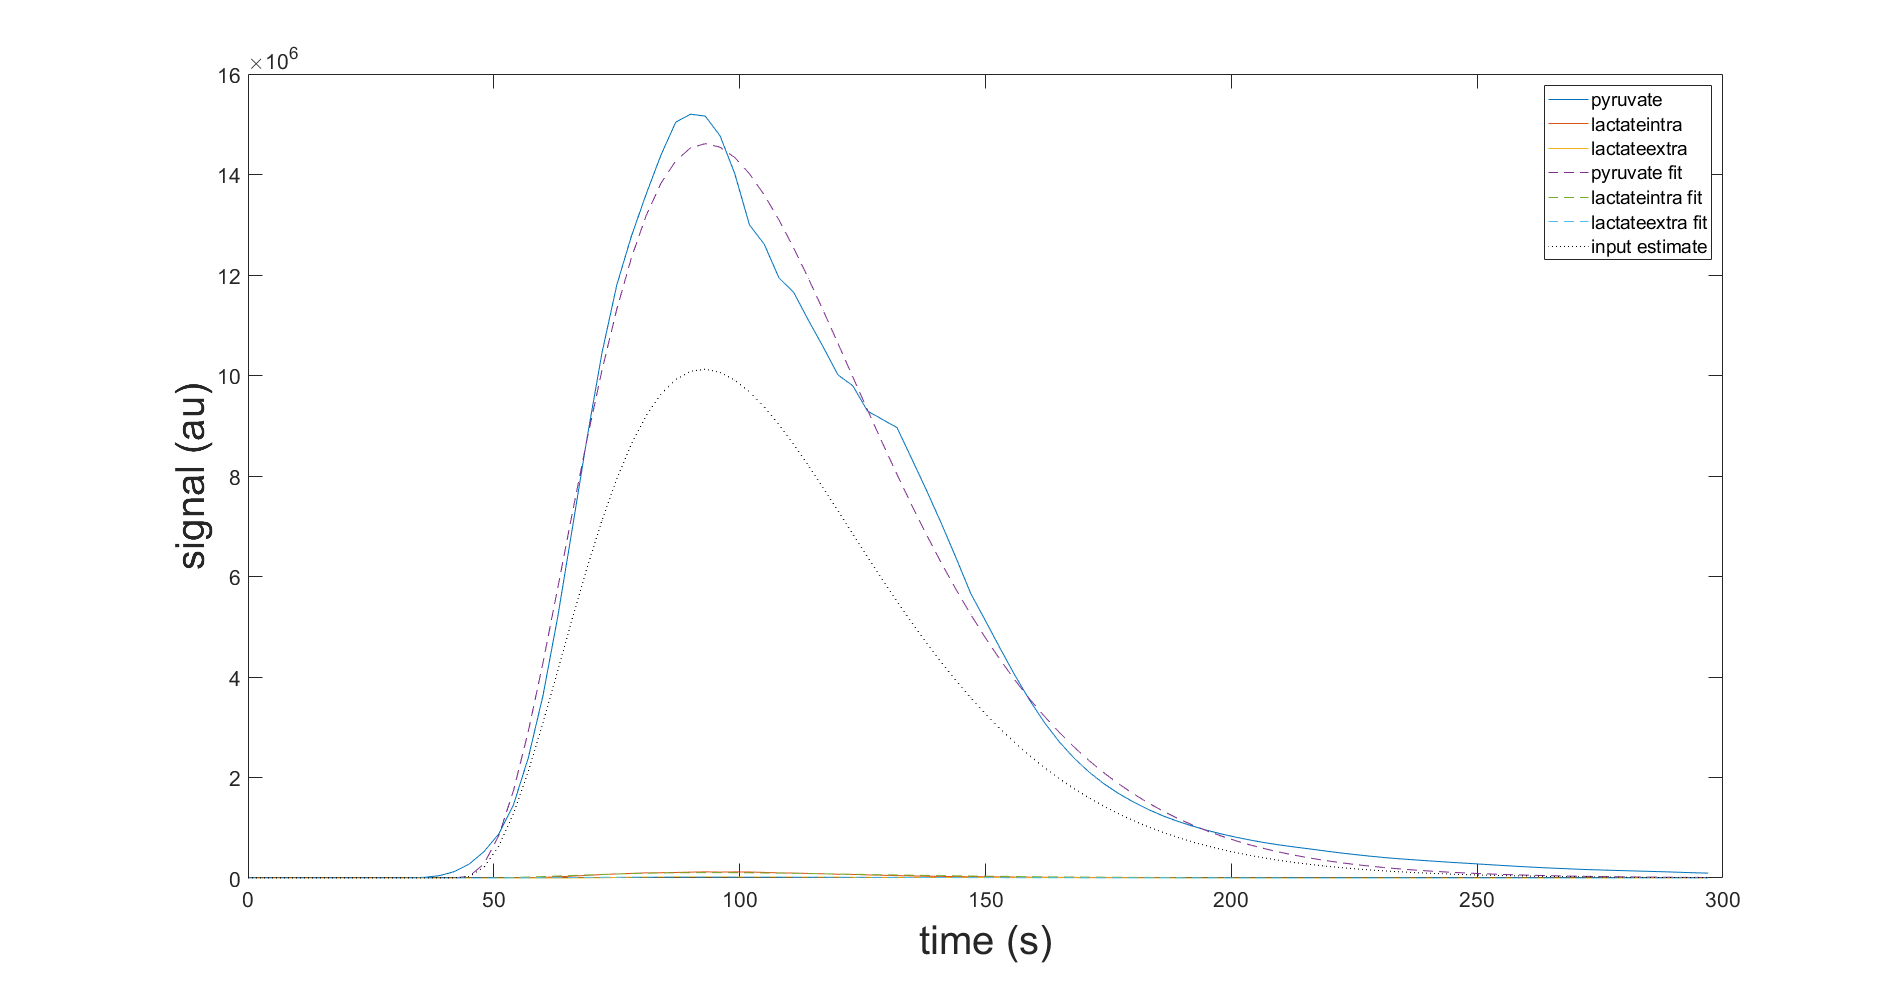 ×10^6
16
14
12
10
8
6
4
2
0
signal (au)
0 50 100 150 200 250 300
time (s)
pyruvate
lactateintra
lactateextra
pyruvate fit
lactateintra fit
lactateextra fit
input estimate